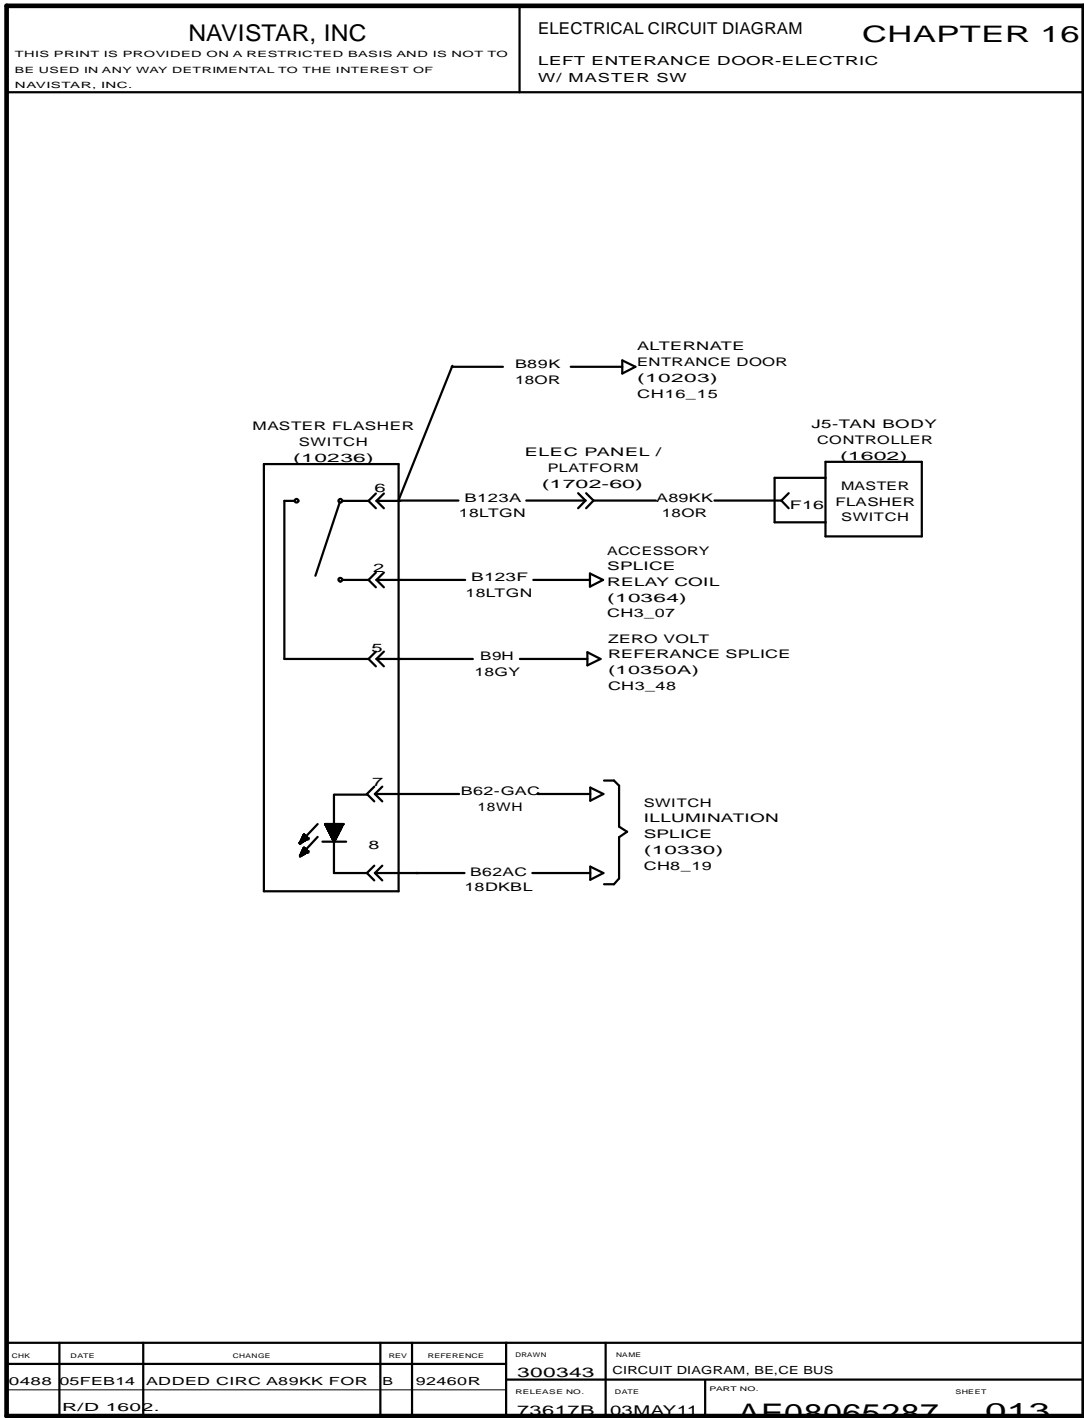 NAVISTAR, INC
THIS PRINT IS PROVIDED ON A RESTRICTED BASIS AND IS NOT TO
BE USED IN ANY WAY DETRIMENTAL TO THE INTEREST OF
NAVISTAR, INC.
ELECTRICAL CIRCUIT DIAGRAM
CHAPTER 16
LEFT ENTERANCE DOOR-ELECTRIC
W/ MASTER SW
ALTERNATE
ENTRANCE DOOR
(10203)
CH16_15
B89K
18OR
MASTER FLASHER
SWITCH
(10236)
ELEC PANEL /
PLATFORM
(1702-60)
J5-TAN BODY
CONTROLLER
(1602)
6
B123A
18LTGN
A89KK
18OR
F16
MASTER
FLASHER
SWITCH
2
B123F
18LTGN
ACCESSORY
SPLICE
RELAY COIL
(10364)
CH3_07
5
B9H
18GY
ZERO VOLT
REFERANCE SPLICE
(10350A)
CH3_48
7
B62-GAC
18WH
8
B62AC
18DKBL
SWITCH
ILLUMINATION
SPLICE
(10330)
CH8_19
CHK DATE CHANGE REV REFERENCE
0488 05FEB14 ADDED CIRC A89KK FOR B 92460R
R/D 1602.
DRAWN
300343
NAME
CIRCUIT DIAGRAM, BE,CE BUS
RELEASE NO.
73617B
DATE
03MAY11
PART NO.
AE08065287
SHEET
013